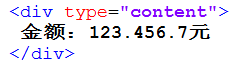 <div type="content">
金额：123.456.7元
</div>